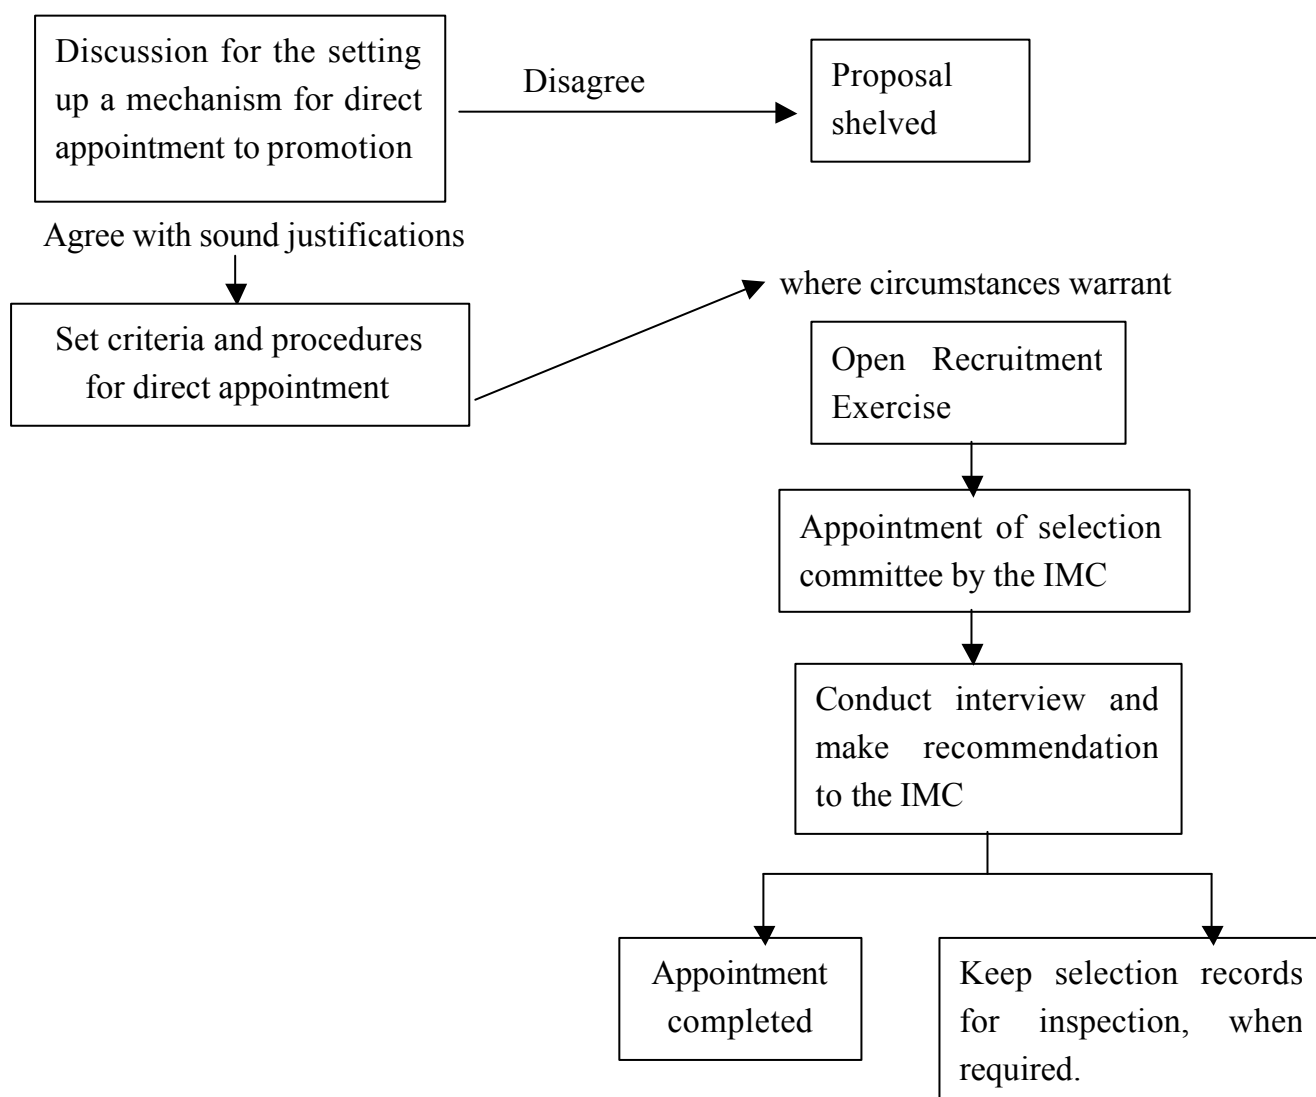 Discussion for the setting
up a mechanism for direct
appointment to promotion
Disagree
Proposal
shelved
Agree with sound justifications
Set criteria and procedures
for direct appointment
where circumstances warrant
Open Recruitment
Exercise
Appointment of selection
committee by the IMC
Conduct interview and
make recommendation
to the IMC
Appointment
completed
Keep selection records
for inspection, when
required.